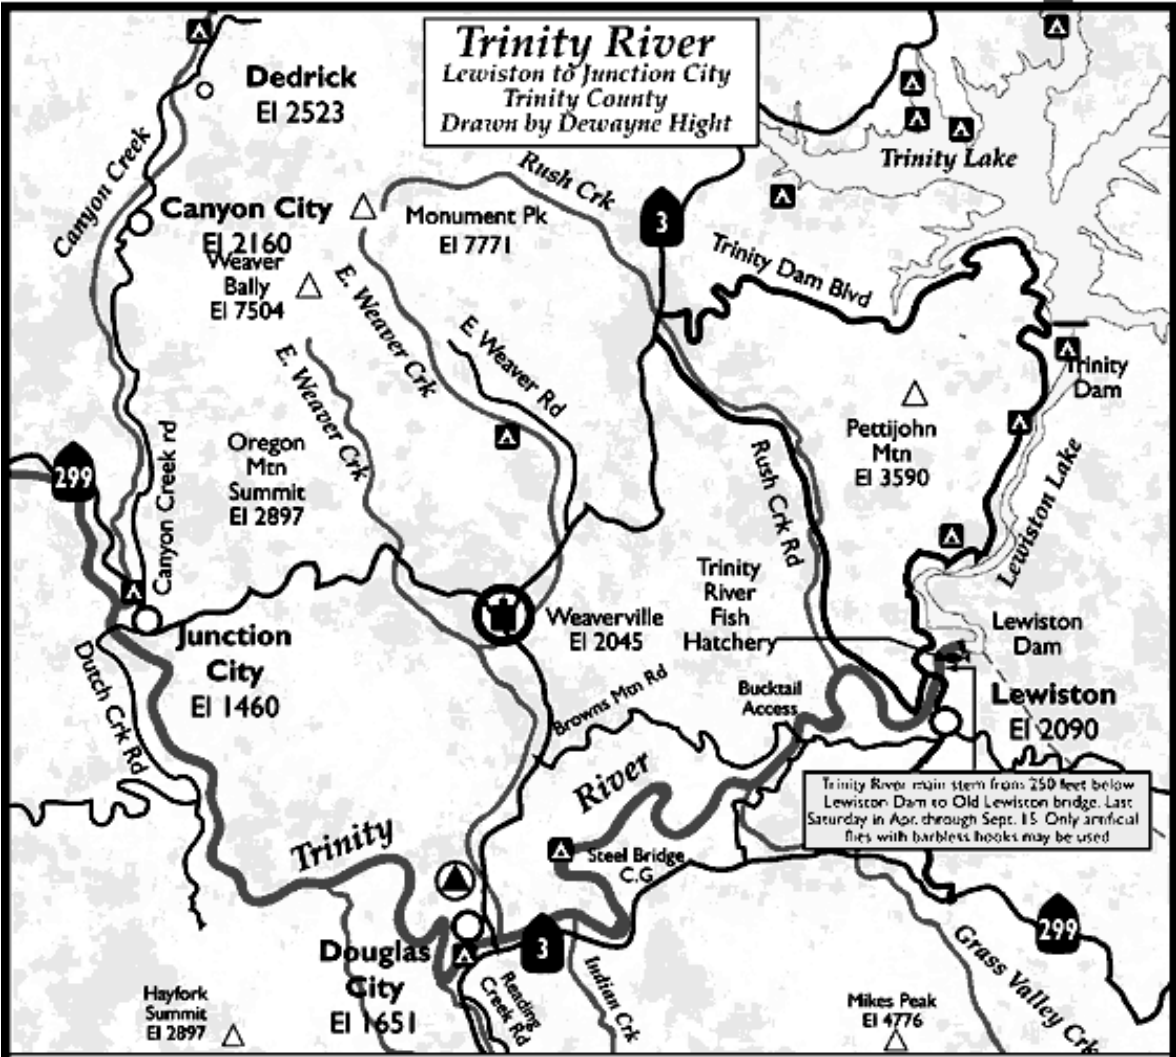 Trinity River
Lewiston to Junction City
Trinity County
Drawn by Dewayne Hight
Dedrick
El 2523
Canyon Creek
Canyon City
El 2160
Weaver
Bally
El 7504
Monument Pk
El 7771
Rush Crk
3
Trinity Lake
Trinity Dam Blvd
E. Weaver Crk
E Weaver Rd
E. Weaver Crk
Trinity
Dam
Pettijohn
Mtn
El 3590
Oregon
Mtn
Summit
El 2897
299
Canyon Creek rd
Rush Crk Rd
Lewiston Lake
Trinity
River
Fish
Hatchery
Weaverville
El 2045
Lewiston
Dam
Junction
City
El 1460
Dutch Crk Rd
Browns Mtn Rd
Bucktail
Access
Lewiston
El 2090
River
Trinity River main stem from 250 feet below
Lewiston Dam to Old Lewiston bridge. Last
Saturday in Apr. through Sept. 15. Only artificial
flies with barbless hooks may be used
Trinity
Steel Bridge
C.G
Douglas
City
El 1651
3
299
Reading
Creek Rd
Indian Crk
Grass Valley Crk
Hayfork
Summit
El 2897
Mikes Peak
El 4776